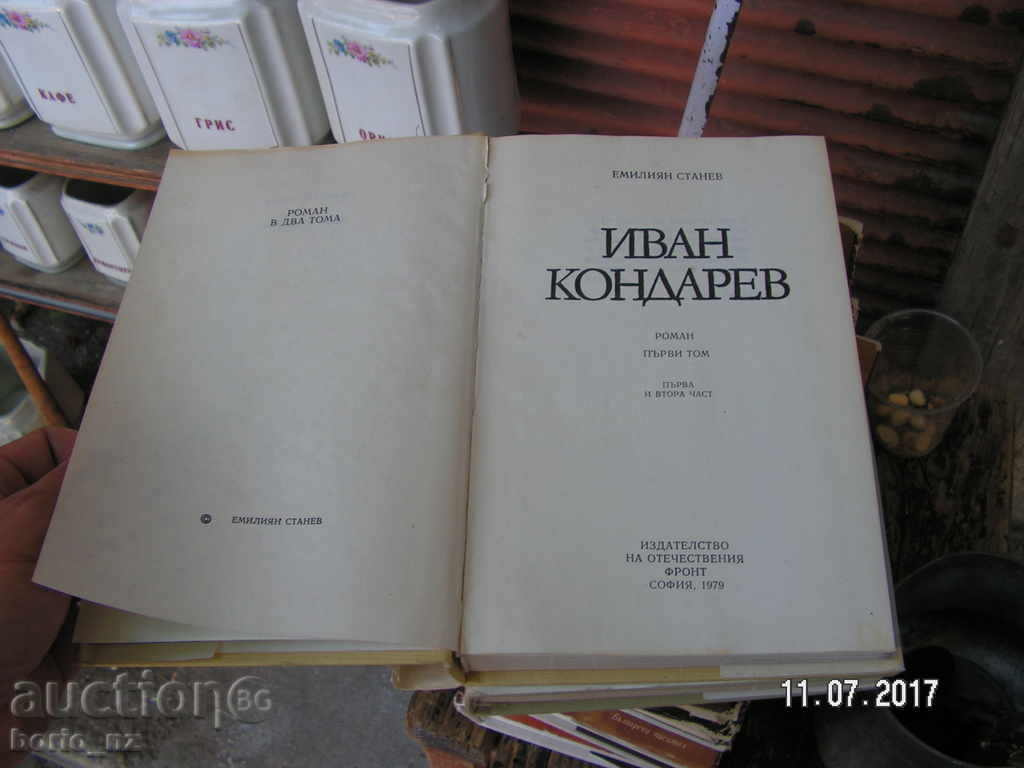 КАФЕ
ГРИС
РОМАН
В ДВА ТОМА
© ЕМИЛИЯН СТАНЕВ
ЕМИЛИЯН СТАНЕВ
ИВАН
КОНДАРЕВ
РОМАН
ПЪРВИ ТОМ
ПЪРВА
И ВТОРА ЧАСТ
ИЗДАТЕЛСТВО
НА ОТЕЧЕСТВЕНИЯ
ФРОНТ
СОФИЯ, 1979
auction BG
borio_nz
11.07.2017